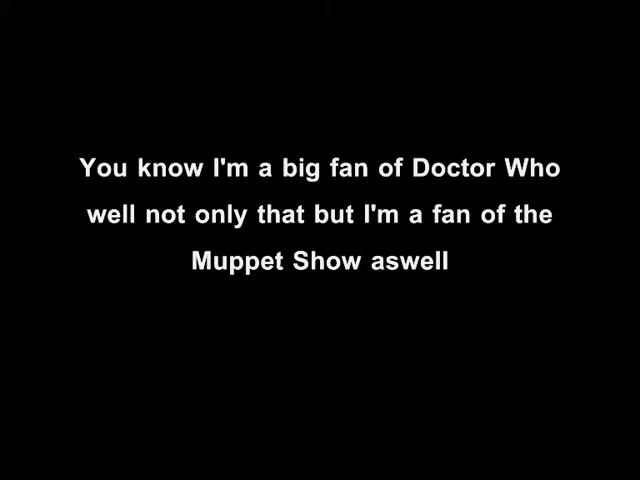 You know I'm a big fan of Doctor Who
well not only that but I'm a fan of the
Muppet Show aswell